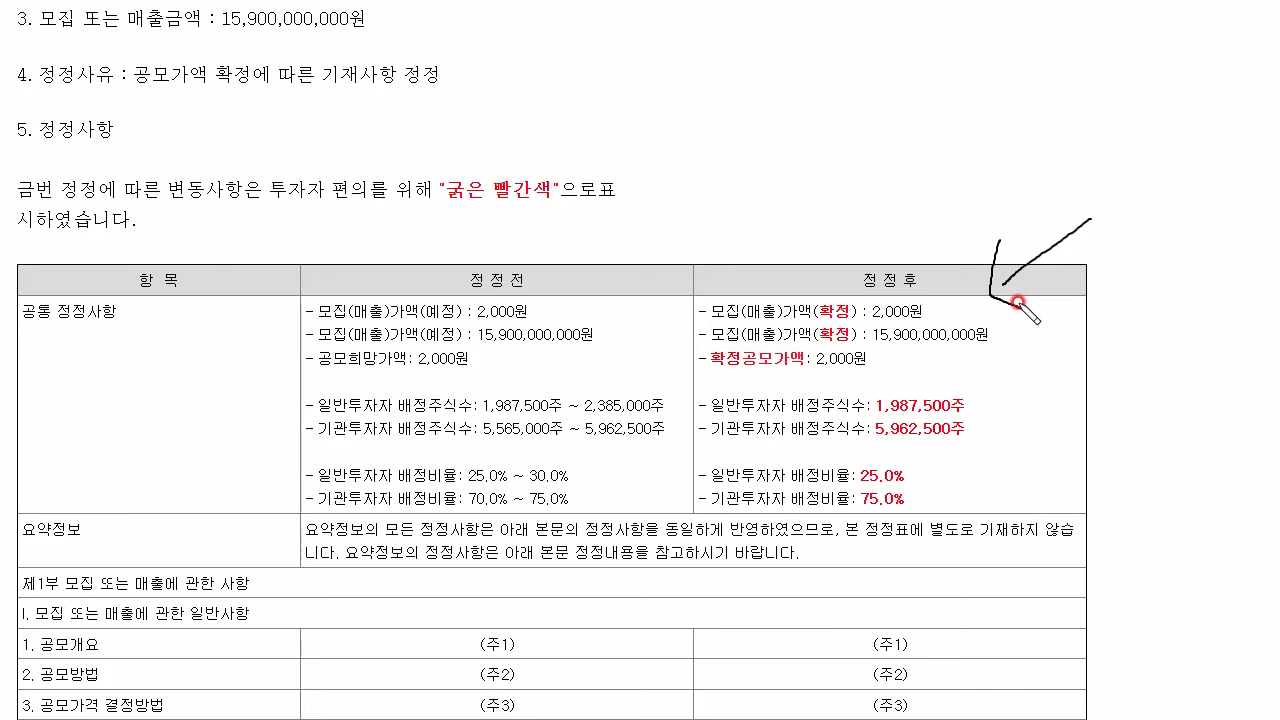 3. 모집 또는 매출금액 : 15,900,000,000원
4. 정정사유 : 공모가액 확정에 따른 기재사항 정정
5. 정정사항
금번 정정에 따른 변동사항은 투자자 편의를 위해 "굵은 빨간색"으로표
시하였습니다.
항 목 정 정 전 정 정 후
공통 정정사항
- 모집(매출)가액(예정) : 2,000원
- 모집(매출)가액(예정) : 15,900,000,000원
- 공모희망가액: 2,000원
- 일반투자자 배정주식수: 1,987,500주 ~ 2,385,000주
- 기관투자자 배정주식수: 5,565,000주 ~ 5,962,500주
- 일반투자자 배정비율: 25.0% ~ 30.0%
- 기관투자자 배정비율: 70.0% ~ 75.0%
- 모집(매출)가액(확정) : 2,000원
- 모집(매출)가액(확정) : 15,900,000,000원
- 확정공모가액: 2,000원
- 일반투자자 배정주식수: 1,987,500주
- 기관투자자 배정주식수: 5,962,500주
- 일반투자자 배정비율: 25.0%
- 기관투자자 배정비율: 75.0%
요약정보
요약정보의 모든 정정사항은 아래 본문의 정정사항을 동일하게 반영하였으므로, 본 정정표에 별도로 기재하지 않습
니다. 요약정보의 정정사항은 아래 본문 정정내용을 참고하시기 바랍니다.
제1부 모집 또는 매출에 관한 사항
I. 모집 또는 매출에 관한 일반사항
1. 공모개요 (주1) (주1)
2. 공모방법 (주2) (주2)
3. 공모가격 결정방법 (주3) (주3)